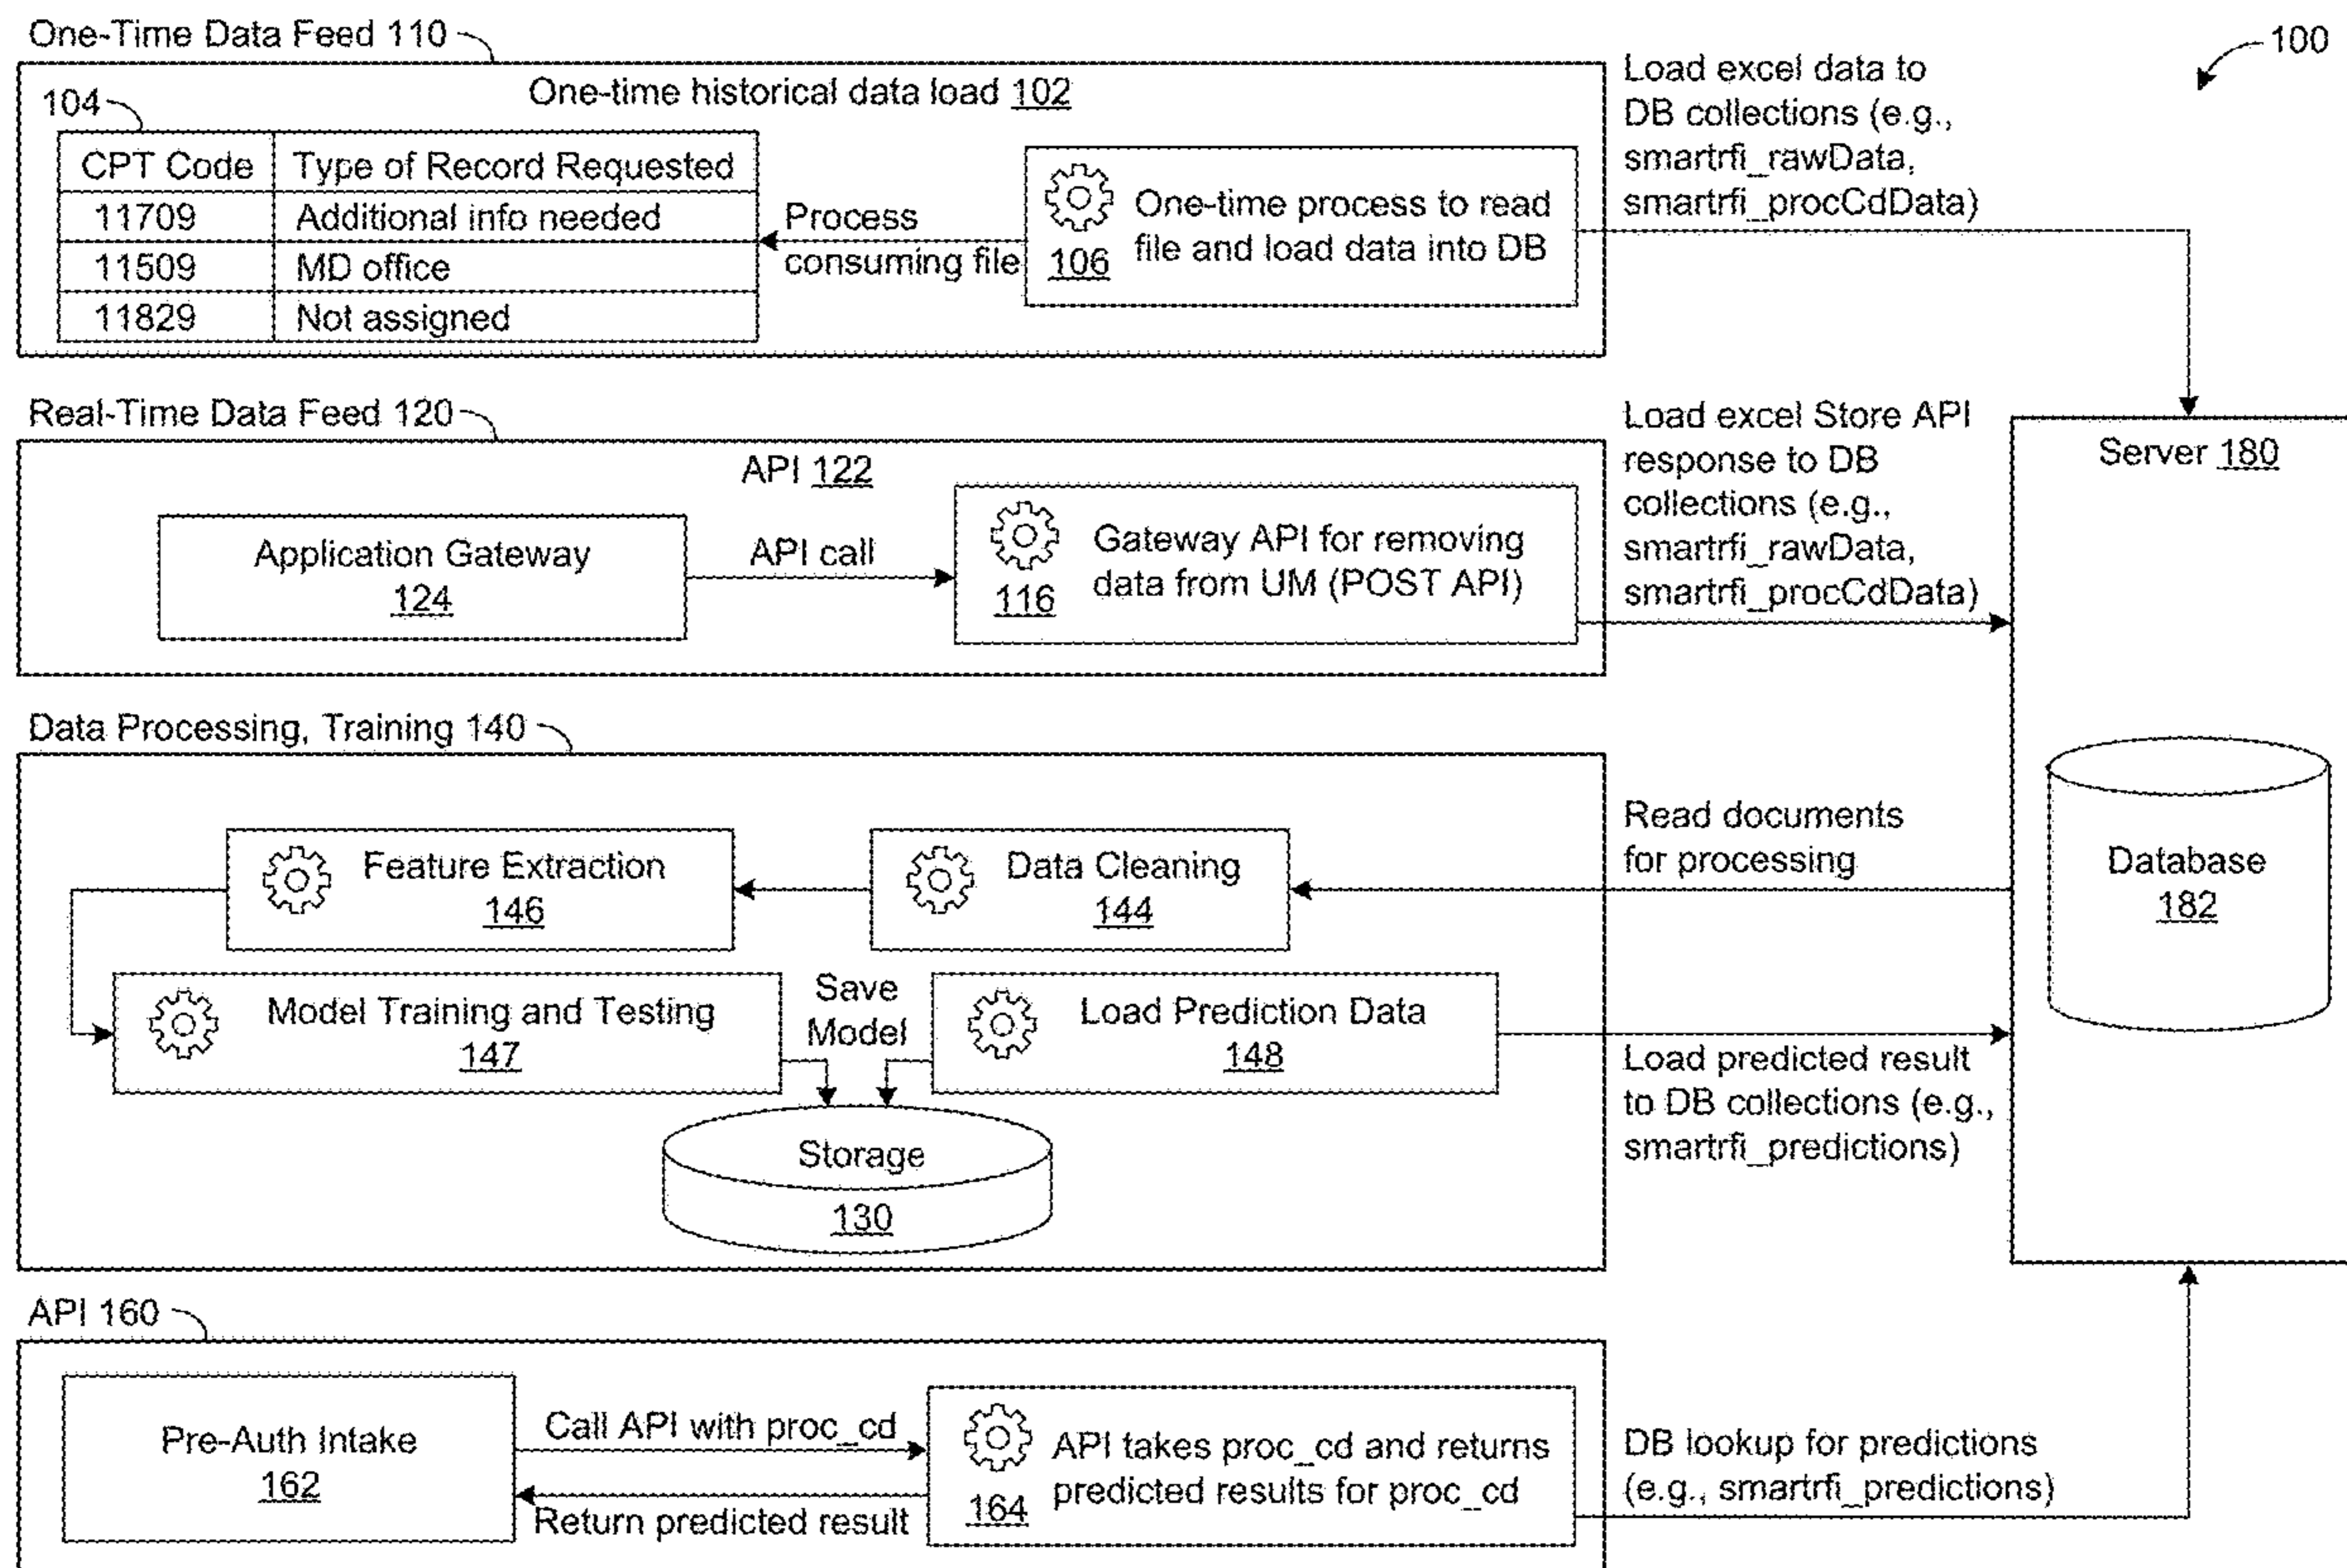 One-Time Data Feed 110
100
One-time historical data load 102
104
CPT Code Type of Record Requested
11709 Additional info needed
11509 MD office
11829 Not assigned
Process
consuming file
One-time process to read
file and load data into DB
106
Load excel data to
DB collections (e.g.,
smartrfi_rawData,
smartrfi_procCdData)
Real-Time Data Feed 120
API 122
Application Gateway
124
API call
Gateway API for removing
data from UM (POST API)
116
Load excel Store API
response to DB
collections (e.g.,
smartrfi_rawData,
smartrfi_procCdData)
Server 180
Database
182
Data Processing, Training 140
Feature Extraction
146
Data Cleaning
144
Read documents
for processing
Model Training and Testing
147
Save
Model
Load Prediction Data
148
Load predicted result
to DB collections (e.g.,
smartrfi_predictions)
Storage
130
API 160
Pre-Auth Intake
162
Call API with proc_cd
Return predicted result
API takes proc_cd and returns
predicted results for proc_cd
164
DB lookup for predictions
(e.g., smartrfi_predictions)